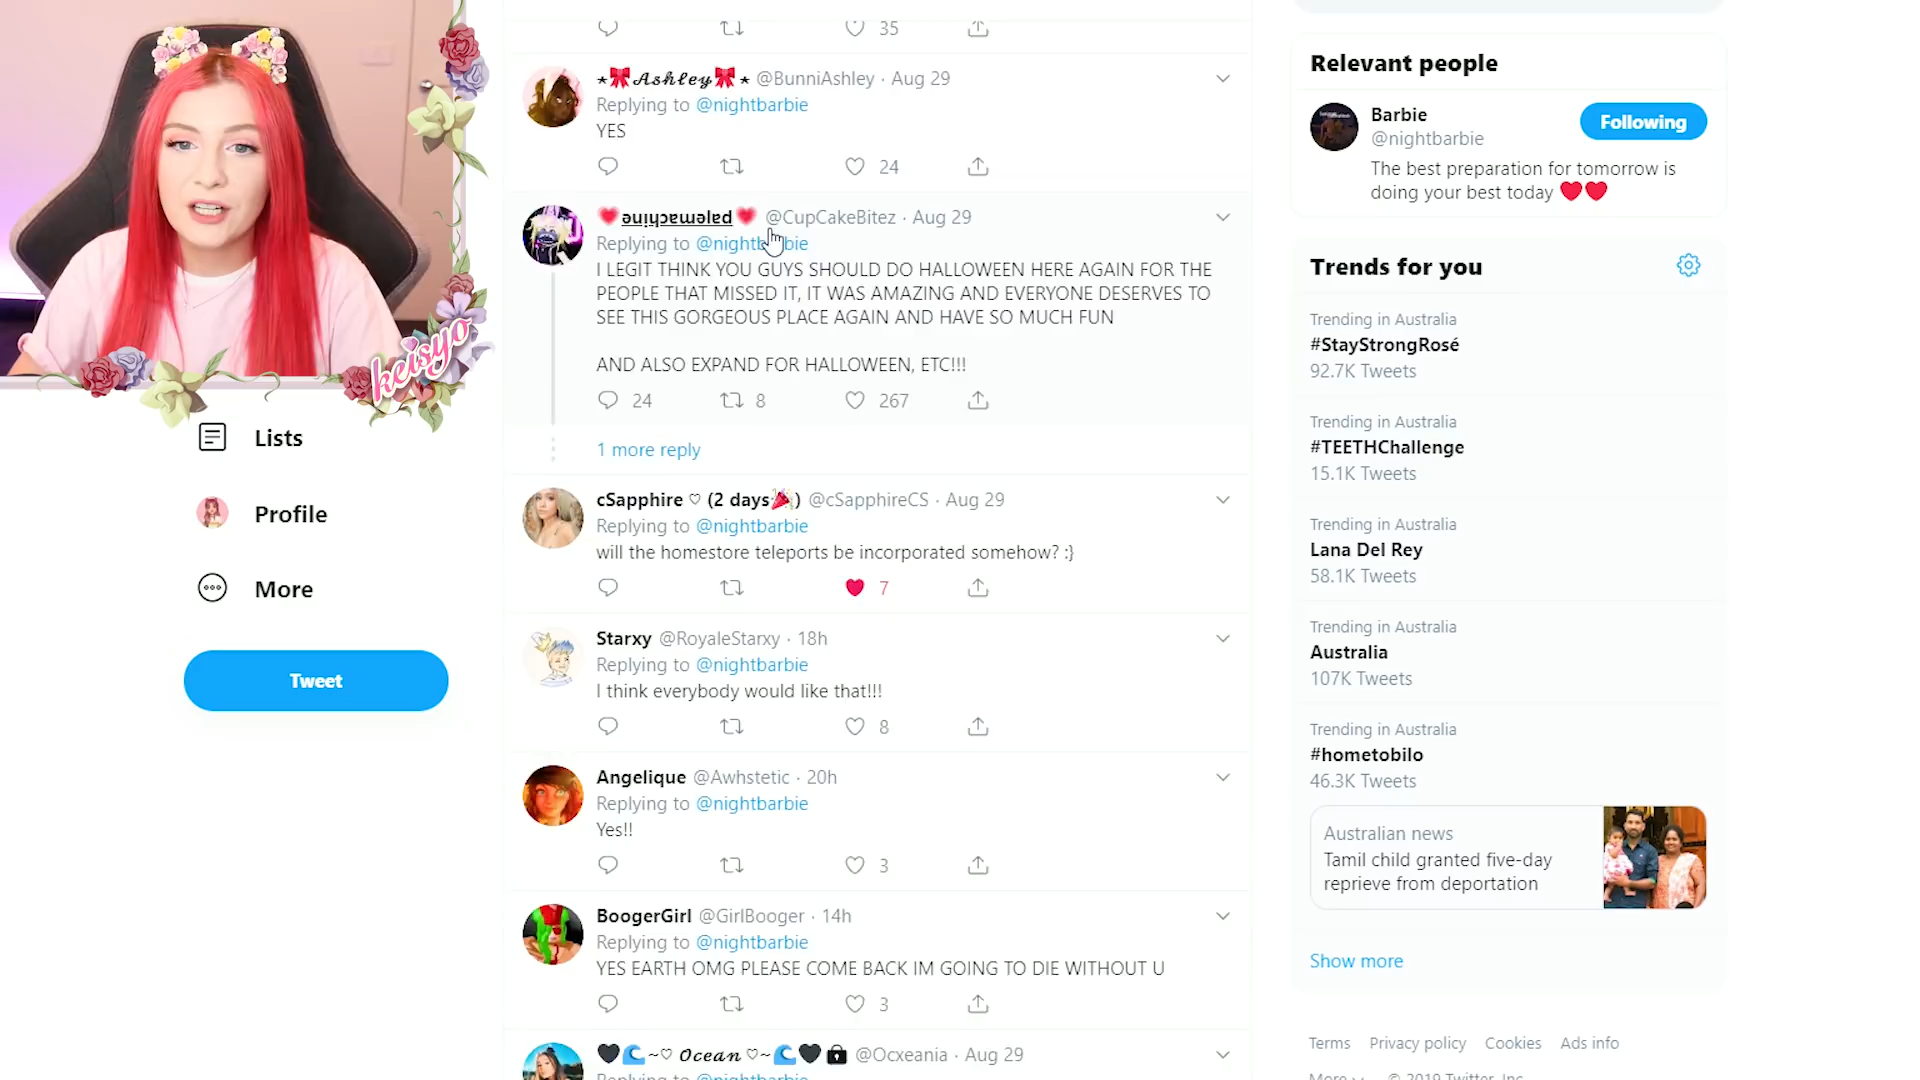 35
⋆🎀𝓐𝓼𝓱𝓵𝓮𝔂🎀⋆ @BunniAshley · Aug 29
Replying to @nightbarbie
YES
24
💗ǝuᴉɥɔɐɯǝlɐd💗 @CupCakeBitez · Aug 29
Replying to @nightbarbie
I LEGIT THINK YOU GUYS SHOULD DO HALLOWEEN HERE AGAIN FOR THE
PEOPLE THAT MISSED IT, IT WAS AMAZING AND EVERYONE DESERVES TO
SEE THIS GORGEOUS PLACE AGAIN AND HAVE SO MUCH FUN
AND ALSO EXPAND FOR HALLOWEEN, ETC!!!
24 8 267
1 more reply
cSapphire ♡ (2 days🎉) @cSapphireCS · Aug 29
Replying to @nightbarbie
will the homestore teleports be incorporated somehow? :}
7
Starxy @RoyaleStarxy · 18h
Replying to @nightbarbie
I think everybody would like that!!!
8
Angelique @Awhstetic · 20h
Replying to @nightbarbie
Yes!!
3
BoogerGirl @GirlBooger · 14h
Replying to @nightbarbie
YES EARTH OMG PLEASE COME BACK IM GOING TO DIE WITHOUT U
3
🖤🌊~♡ 𝓞𝓬𝓮𝓪𝓷 ♡~🌊🖤🔒 @Ocxeania · Aug 29
Replying to @nightbarbie
keisyo
Lists
Profile
More
Tweet
Relevant people
Barbie
@nightbarbie
Following
The best preparation for tomorrow is
doing your best today ❤️❤️
Trends for you
Trending in Australia
#StayStrongRosé
92.7K Tweets
Trending in Australia
#TEETHChallenge
15.1K Tweets
Trending in Australia
Lana Del Rey
58.1K Tweets
Trending in Australia
Australia
107K Tweets
Trending in Australia
#hometobilo
46.3K Tweets
Australian news
Tamil child granted five-day
reprieve from deportation
Show more
Terms Privacy policy Cookies Ads info
More © 2019 Twitter, Inc.